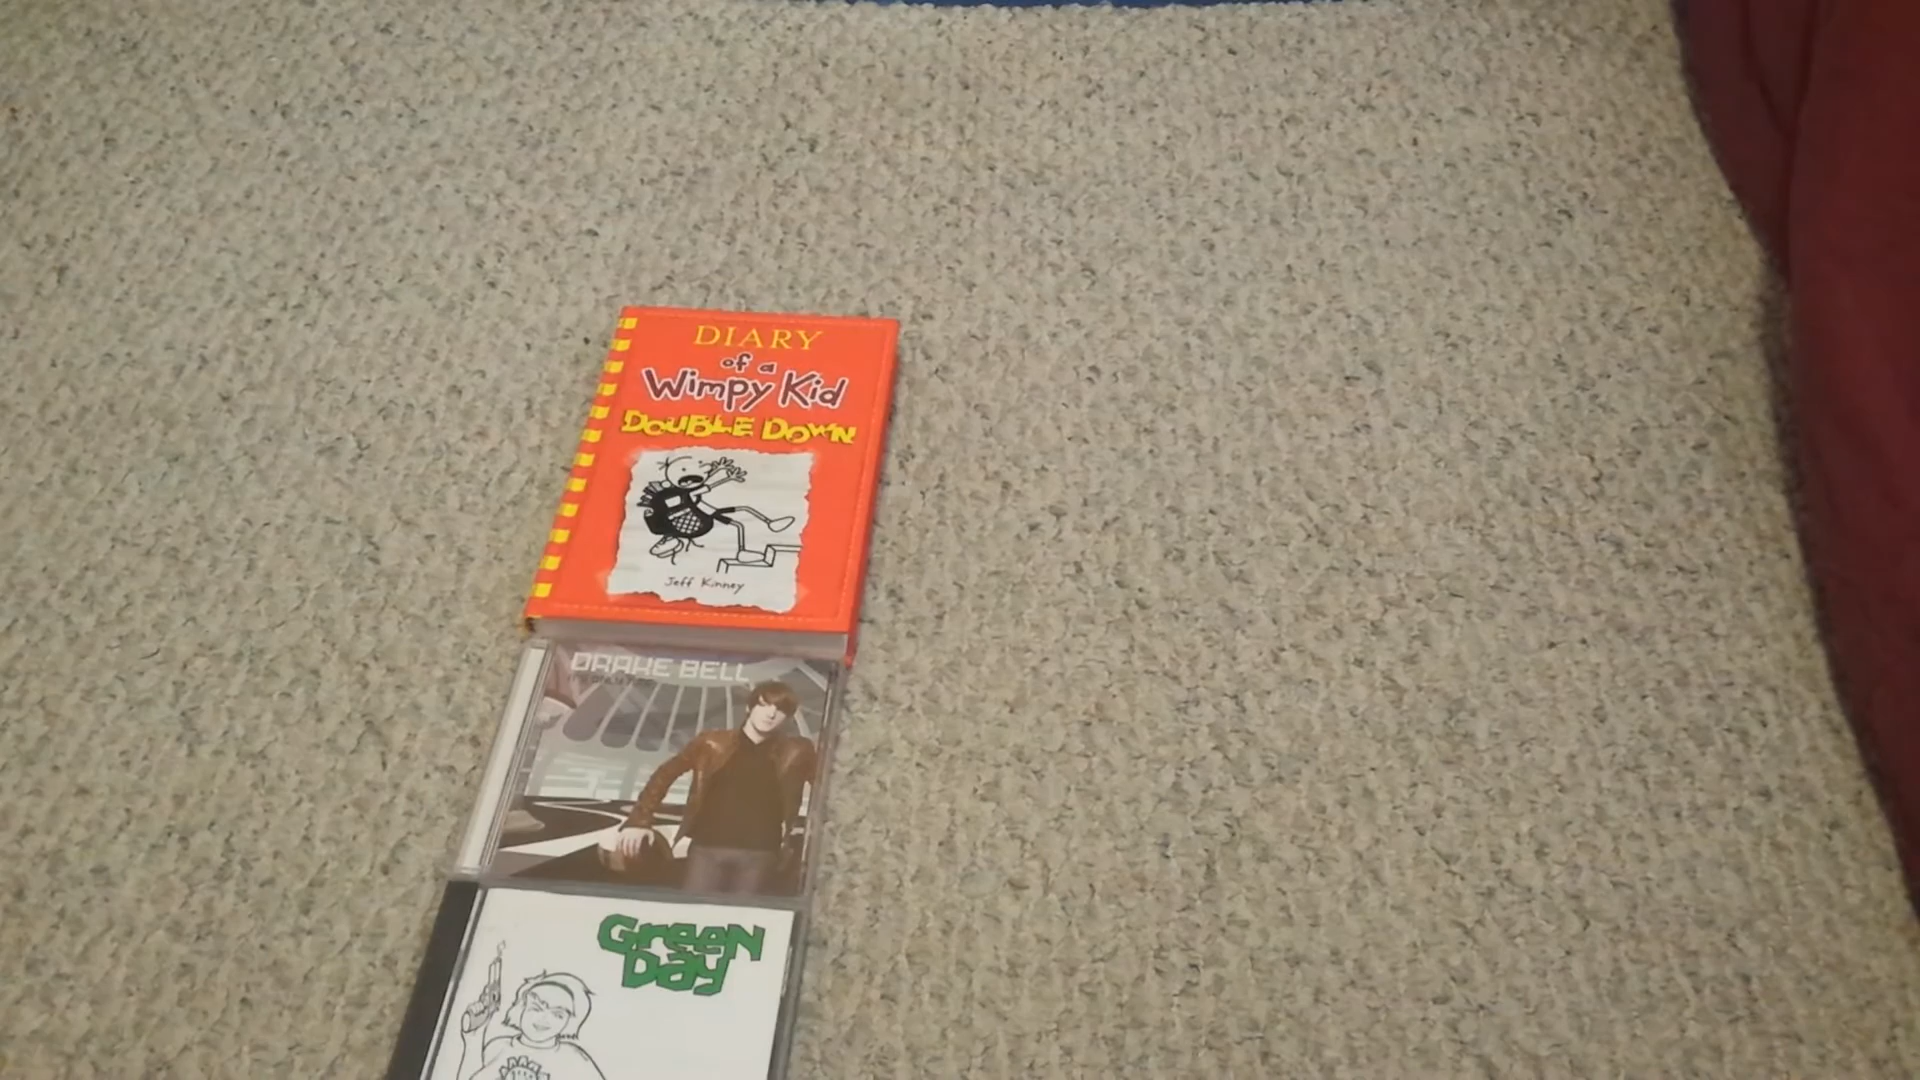 DIARY
of a
Wimpy Kid
DOUBLE DOWN
Jeff Kinney
DRAKE BELL
GreeN
Day